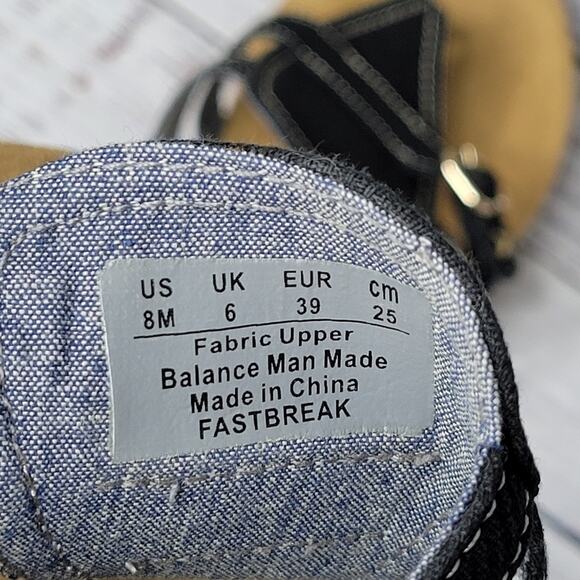 US UK EUR cm
8M 6 39 25
Fabric Upper
Balance Man Made
Made in China
FASTBREAK